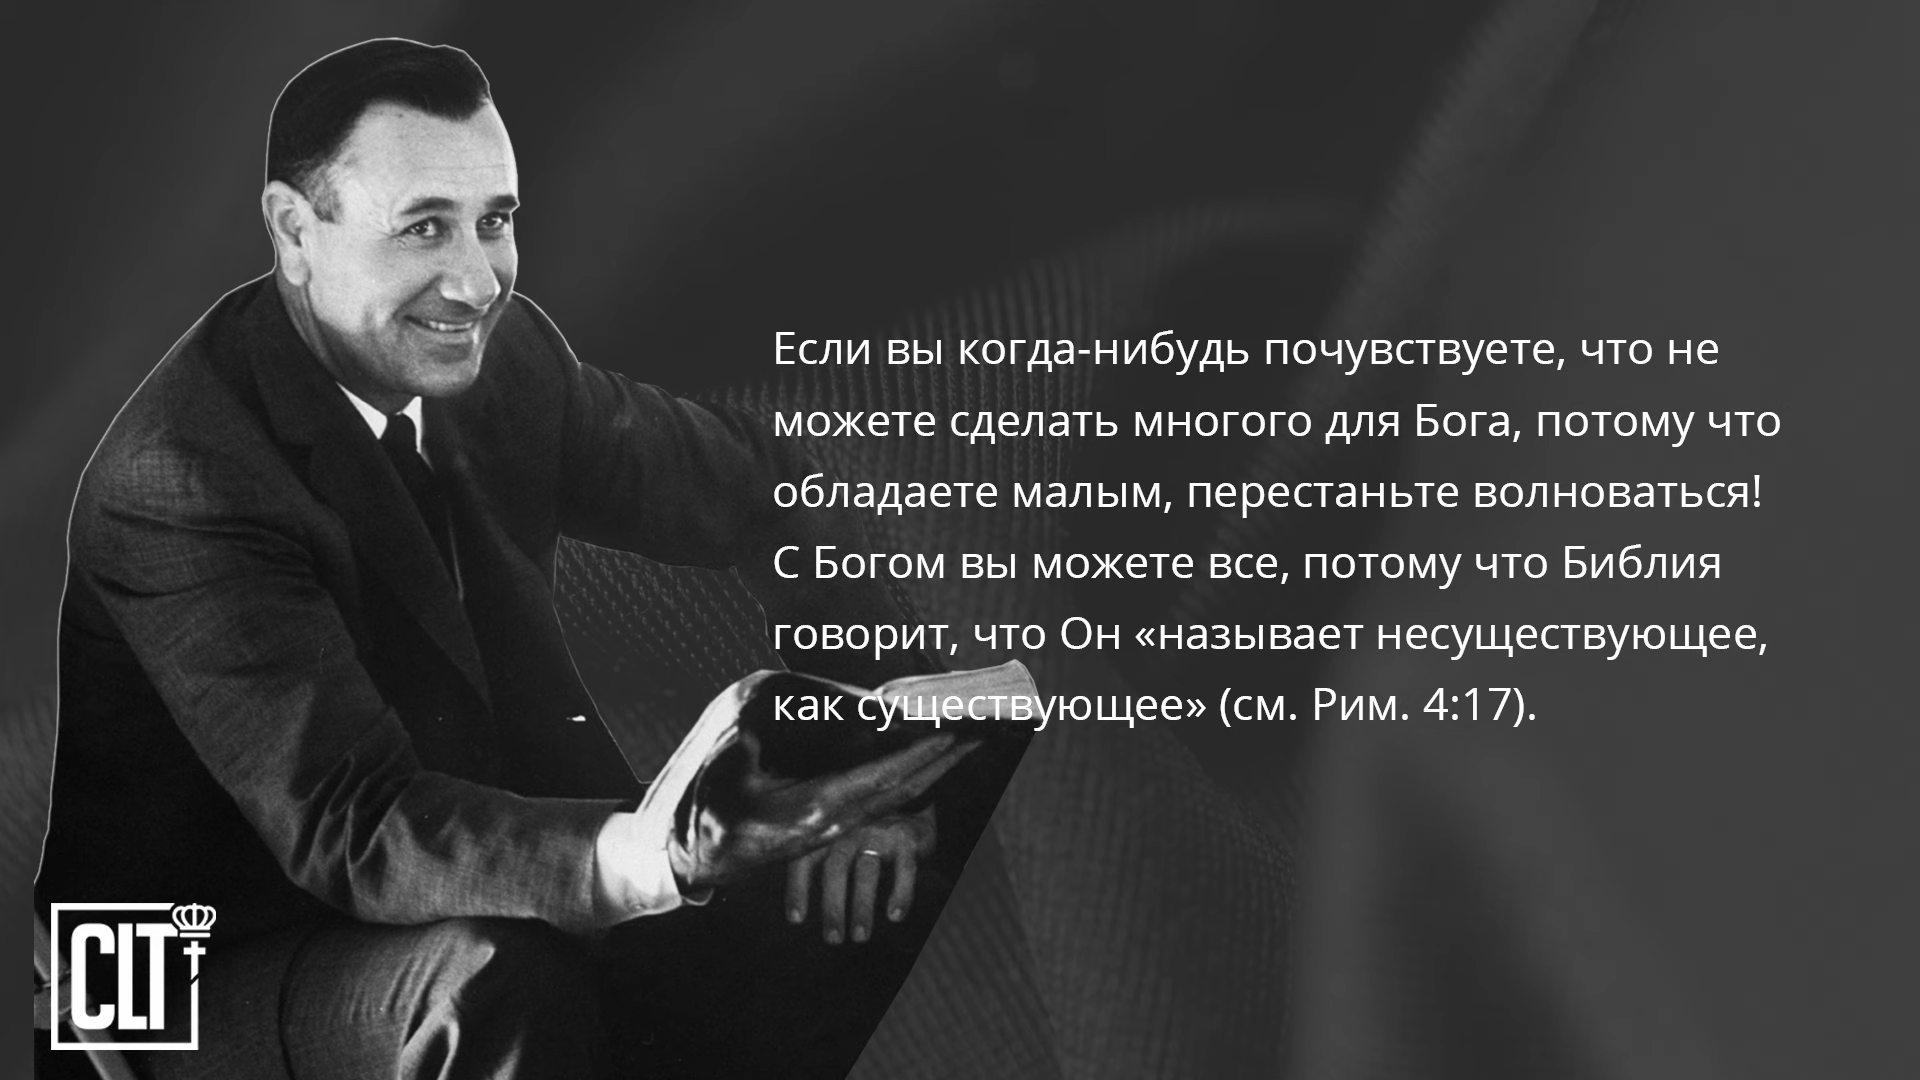 Если вы когда-нибудь почувствуете, что не
можете сделать многого для Бога, потому что
обладаете малым, перестаньте волноваться!
С Богом вы можете все, потому что Библия
говорит, что Он «называет несуществующее,
как существующее» (см. Рим. 4:17).
CLT